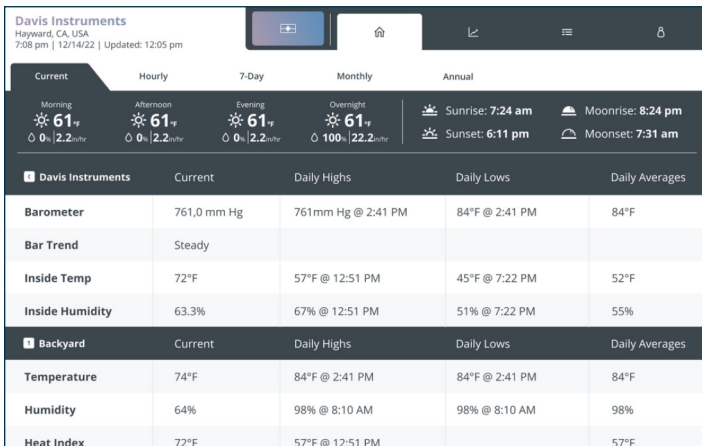 Davis Instruments
Hayward, CA, USA
7:08 pm | 12/14/22 | Updated: 12:05 pm
Current Hourly 7-Day Monthly Annual
Morning Afternoon Evening Overnight
61°F 61°F 61°F 61°F Sunrise: 7:24 am Moonrise: 8:24 pm
0% | 2.2in/hr 0% | 2.2in/hr 0% | 2.2in/hr 100% | 22.2in/hr Sunset: 6:11 pm Moonset: 7:31 am
Davis Instruments Current Daily Highs Daily Lows Daily Averages
Barometer 761,0 mm Hg 761mm Hg @ 2:41 PM 84°F @ 2:41 PM 84°F
Bar Trend Steady
Inside Temp 72°F 57°F @ 12:51 PM 45°F @ 7:22 PM 52°F
Inside Humidity 63.3% 67% @ 12:51 PM 51% @ 7:22 PM 55%
1 Backyard Current Daily Highs Daily Lows Daily Averages
Temperature 74°F 84°F @ 2:41 PM 84°F @ 2:41 PM 84°F
Humidity 64% 98% @ 8:10 AM 98% @ 8:10 AM 98%
Heat Index 72°F 57°F @ 12:51 PM 57°F